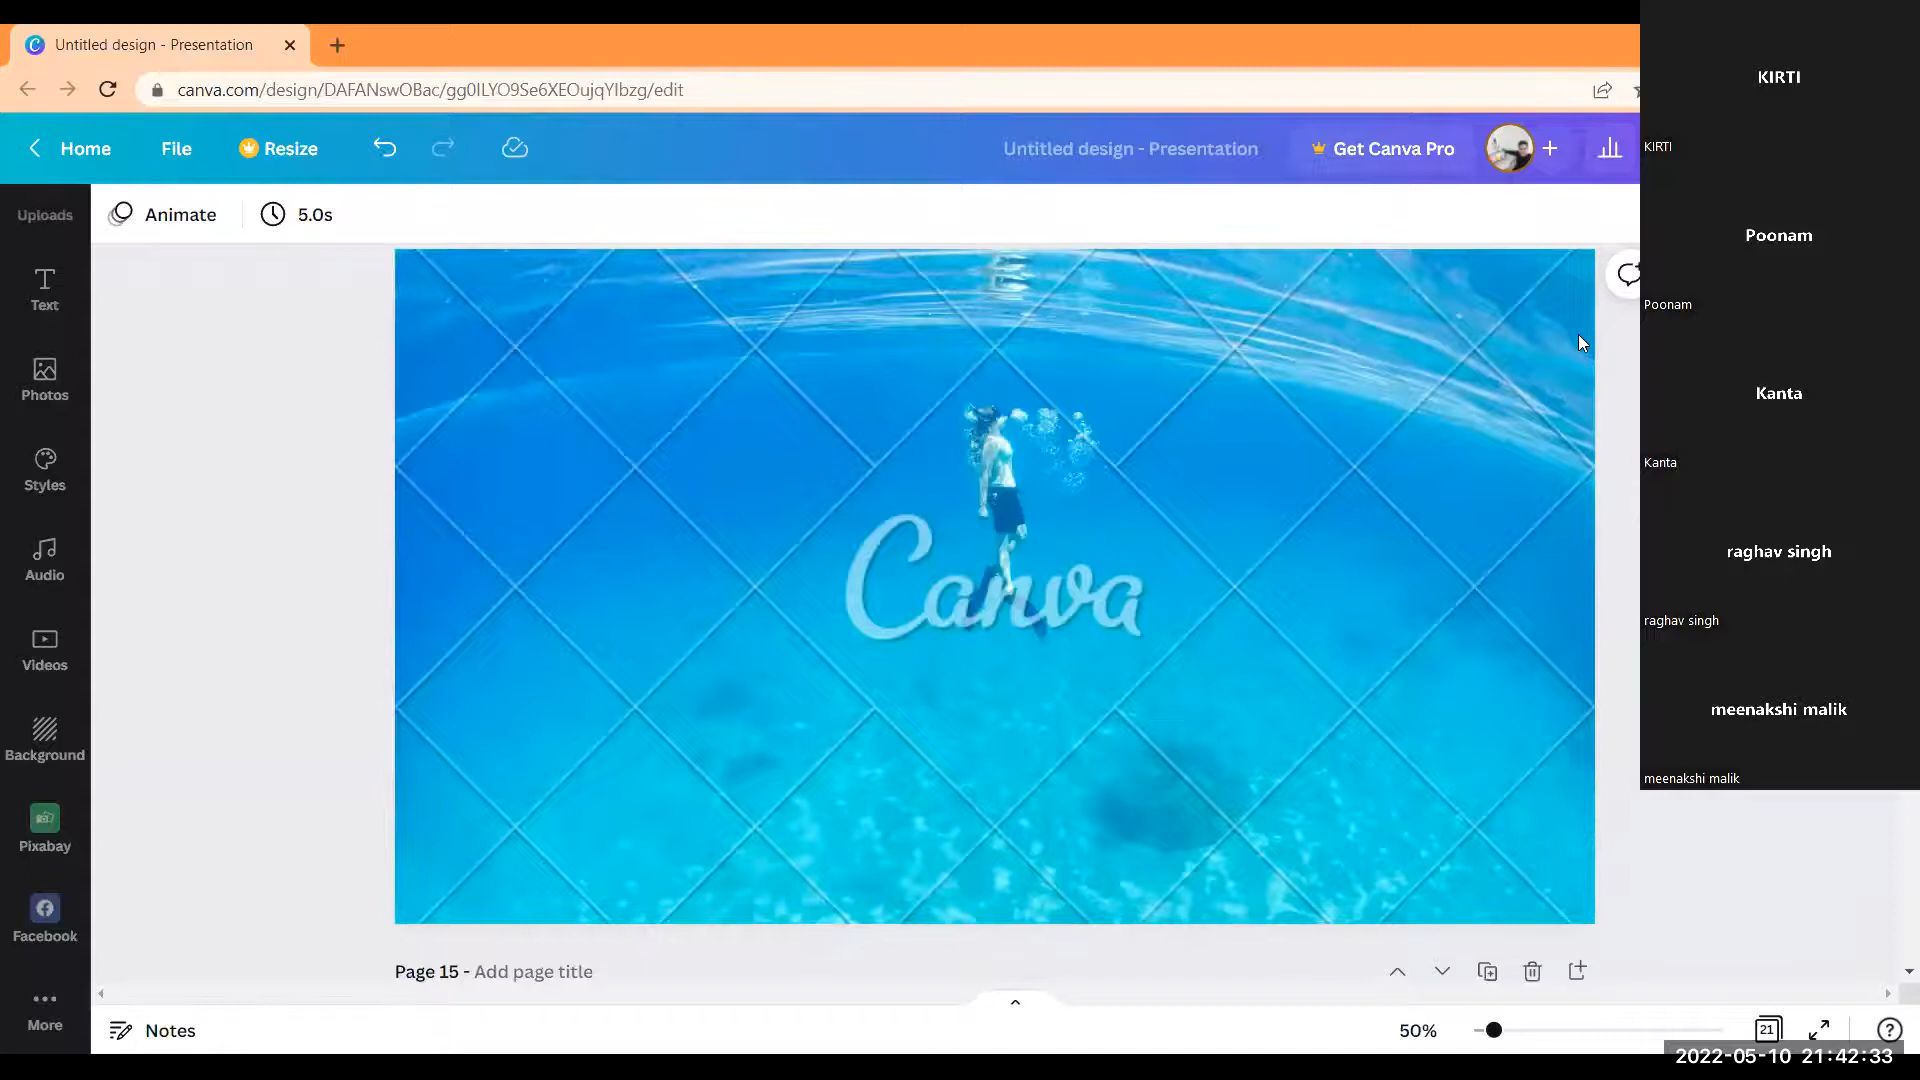 Untitled design - Presentation
canva.com/design/DAFANswOBac/gg0ILYO9Se6XEOujqYIbzg/edit
Home
File
Resize
Untitled design - Presentation
Get Canva Pro
Uploads
Animate
5.0s
Text
Photos
Styles
Audio
Videos
Background
Pixabay
Facebook
More
Canva
Page 15 - Add page title
Notes
50%
21
KIRTI
KIRTI
Poonam
Poonam
Kanta
Kanta
raghav singh
raghav singh
meenakshi malik
meenakshi malik
2022-05-10 21:42:33